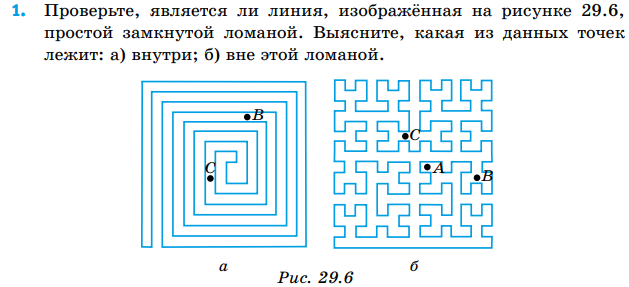 1. Проверьте, является ли линия, изображённая на рисунке 29.6,
простой замкнутой ломаной. Выясните, какая из данных точек
лежит: а) внутри; б) вне этой ломаной.
B
C
C
A
B
а
б
Рис. 29.6